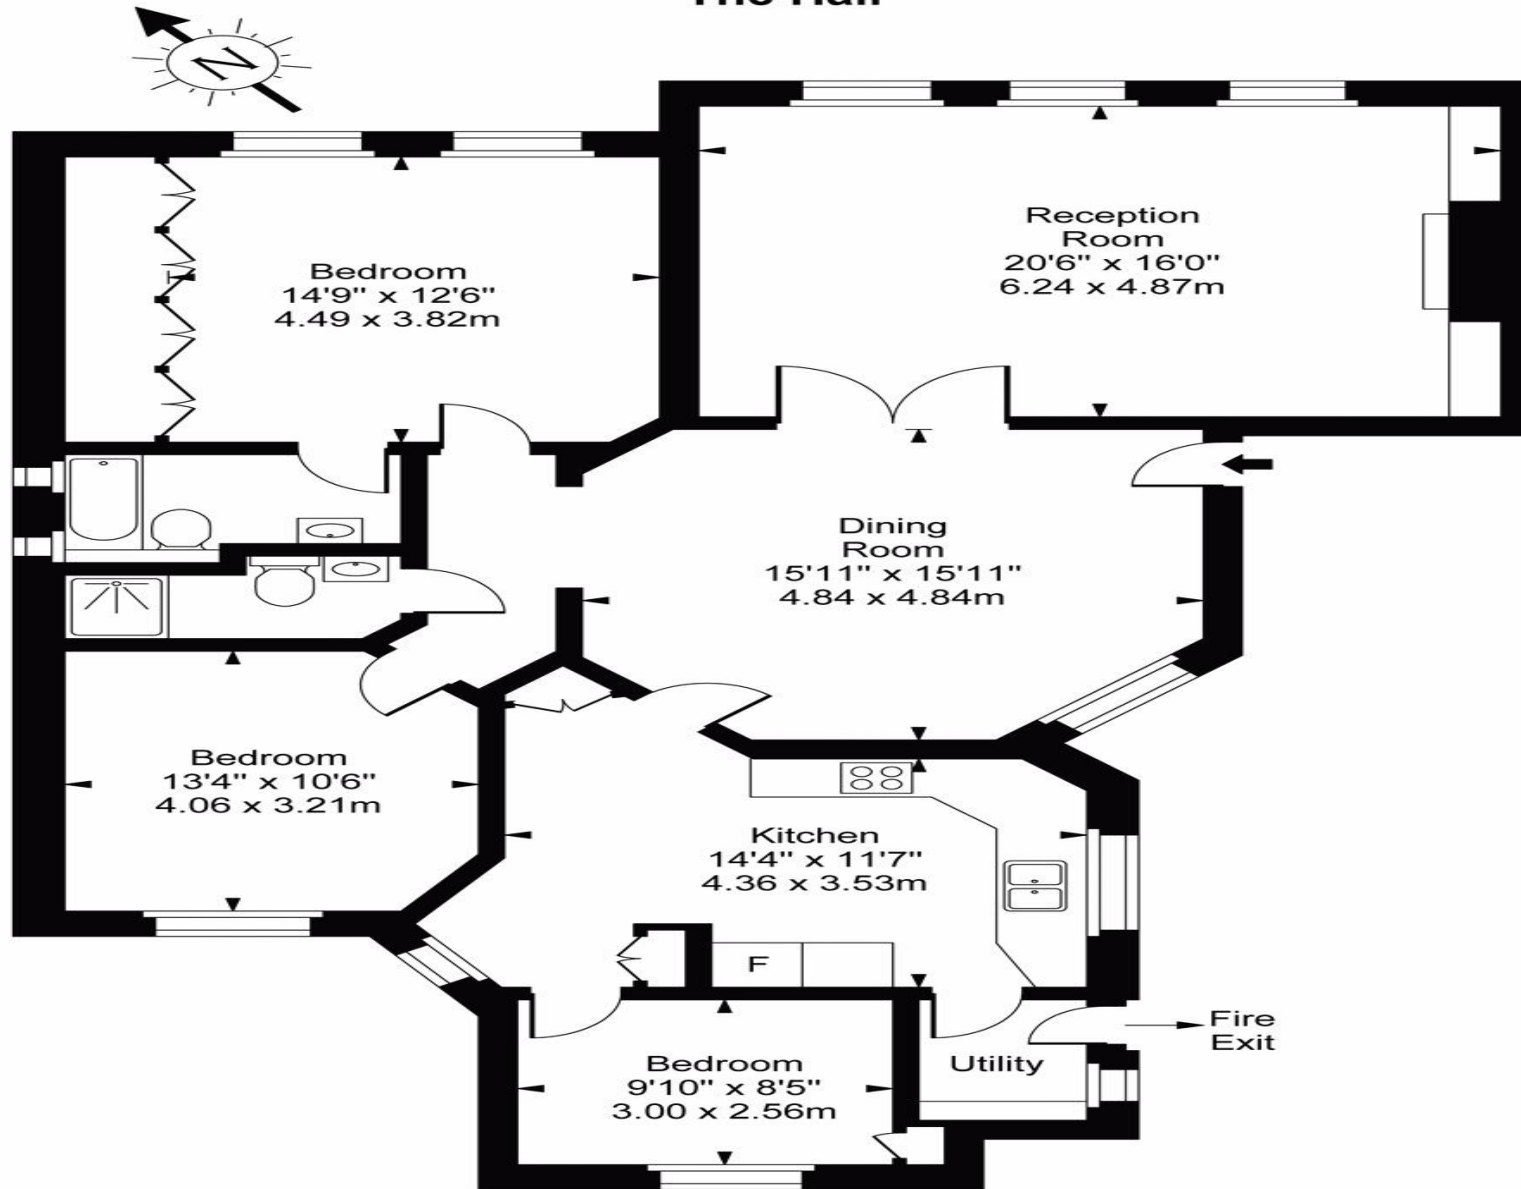 N
Reception
Room
20'6" x 16'0"
6.24 x 4.87m
Bedroom
14'9" x 12'6"
4.49 x 3.82m
Dining
Room
15'11" x 15'11"
4.84 x 4.84m
Bedroom
13'4" x 10'6"
4.06 x 3.21m
Kitchen
14'4" x 11'7"
4.36 x 3.53m
F
Fire
Exit
Utility
Bedroom
9'10" x 8'5"
3.00 x 2.56m